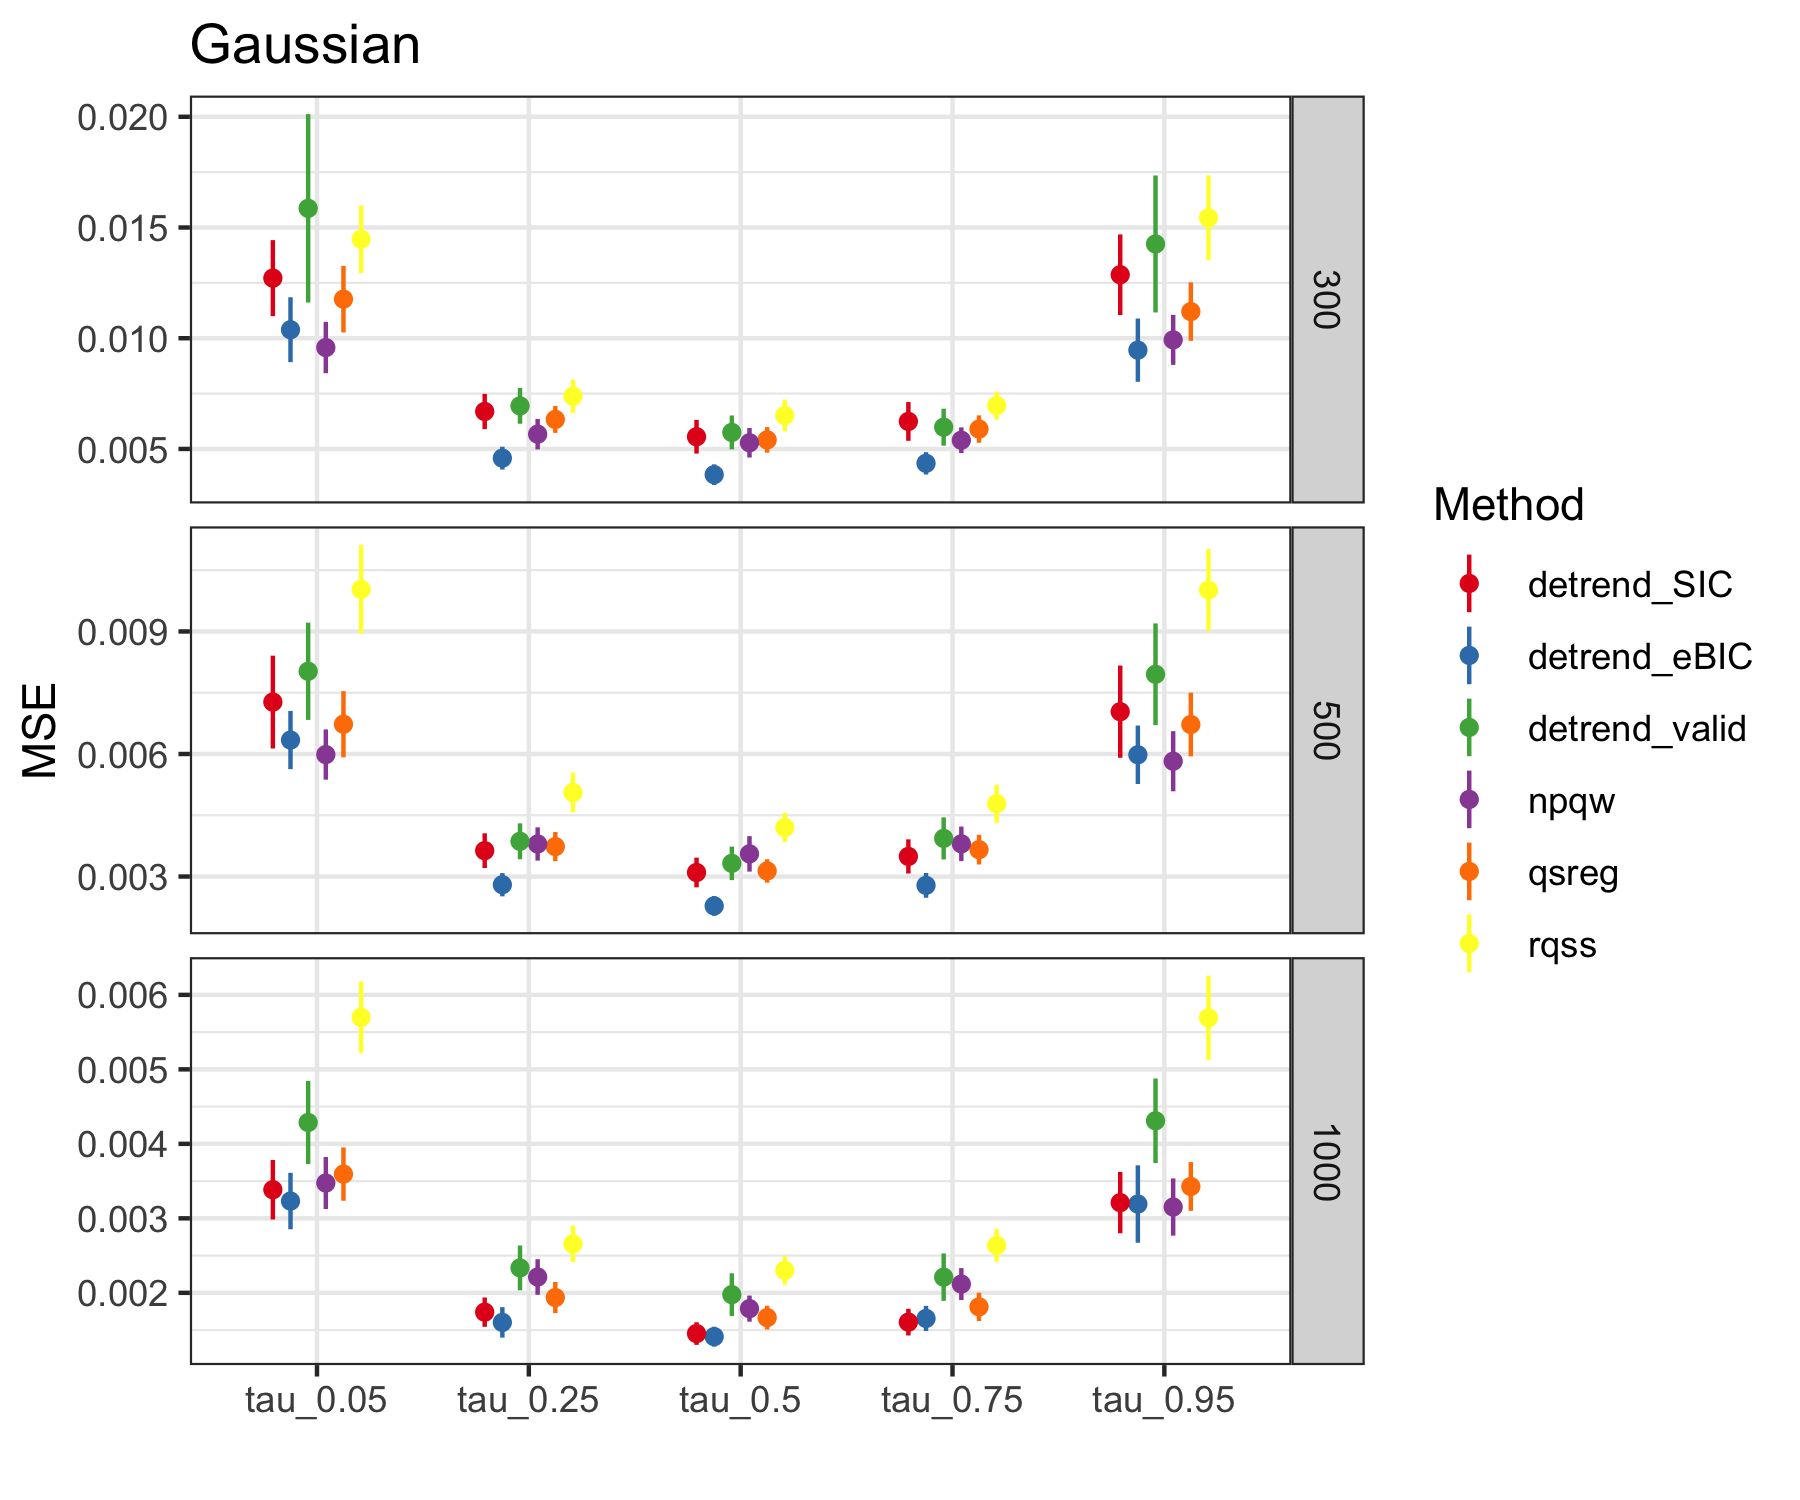 Gaussian
0.020
0.015
0.010
0.005
300
0.009
0.006
0.003
500
0.006
0.005
0.004
0.003
0.002
1000
MSE
tau_0.05 tau_0.25 tau_0.5 tau_0.75 tau_0.95
Method
detrend_SIC
detrend_eBIC
detrend_valid
npqw
qsreg
rqss